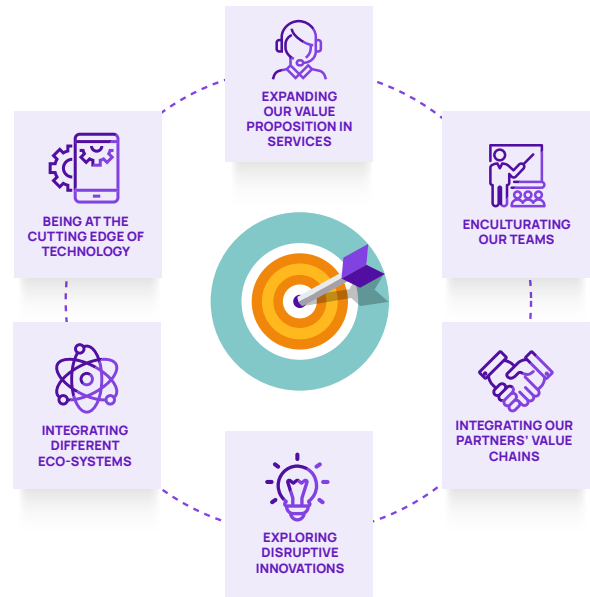 EXPANDING
OUR VALUE
PROPOSITION IN
SERVICES
BEING AT THE
CUTTING EDGE OF
TECHNOLOGY
ENCULTURATING
OUR TEAMS
INTEGRATING
DIFFERENT
ECO-SYSTEMS
INTEGRATING OUR
PARTNERS' VALUE
CHAINS
EXPLORING
DISRUPTIVE
INNOVATIONS